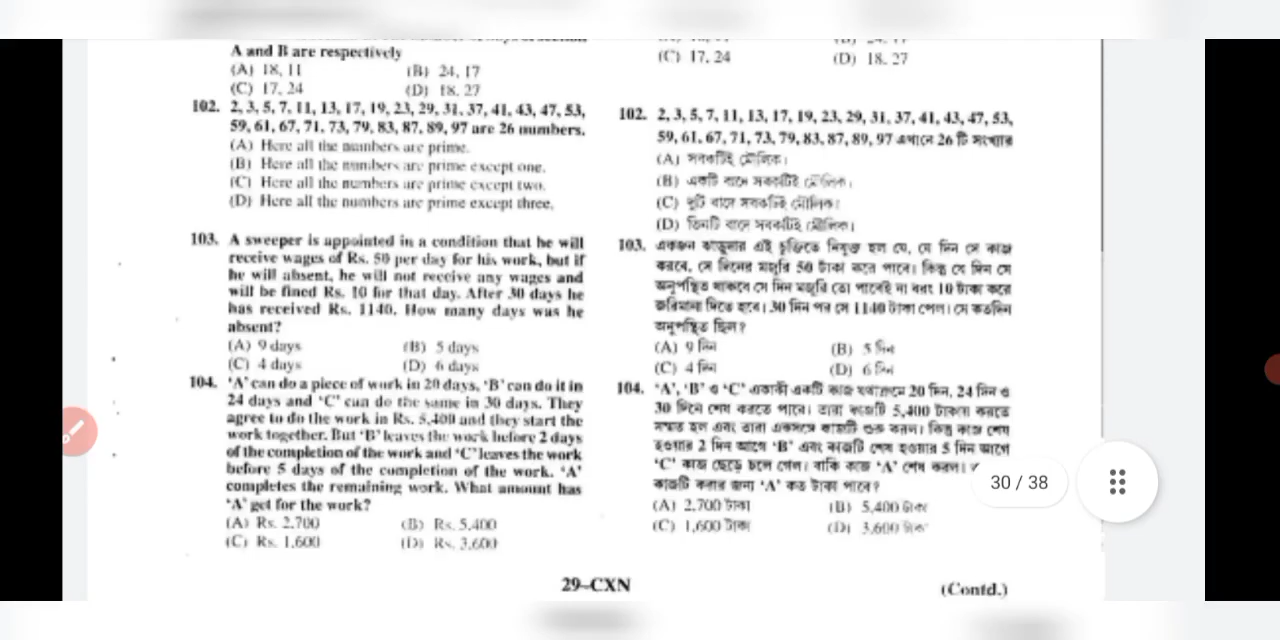 A and B are respectively
(A) 18, 11 (B) 24, 17
(C) 17, 24 (D) 18, 27
102. 2, 3, 5, 7, 11, 13, 17, 19, 23, 29, 31, 37, 41, 43, 47, 53,
59, 61, 67, 71, 73, 79, 83, 87, 89, 97 are 26 numbers.
(A) Here all the numbers are prime.
(B) Here all the numbers are prime except one.
(C) Here all the numbers are prime except two.
(D) Here all the numbers are prime except three.
103. A sweeper is appointed in a condition that he will
receive wages of Rs. 50 per day for his work, but if
he will absent, he will not receive any wages and
will be fined Rs. 10 for that day. After 30 days he
has received Rs. 1140. How many days was he
absent?
(A) 9 days (B) 5 days
(C) 4 days (D) 6 days
104. ‘A’ can do a piece of work in 20 days, ‘B’ can do it in
24 days and ‘C’ can do the same in 30 days. They
agree to do the work in Rs. 5,400 and they start the
work together. But ‘B’ leaves the work before 2 days
of the completion of the work and ‘C’ leaves the work
before 5 days of the completion of the work. ‘A’
completes the remaining work. What amount has
‘A’ get for the work?
(A) Rs. 2,700 (B) Rs. 5,400
(C) Rs. 1,600 (D) Rs. 3,600
(C) 17, 24 (D) 18, 27
102. 2, 3, 5, 7, 11, 13, 17, 19, 23, 29, 31, 37, 41, 43, 47, 53,
59, 61, 67, 71, 73, 79, 83, 87, 89, 97 এখানে 26 টি সংখ্যার
(A) সবকটিই মৌলিক।
(B) একটি বাদে সবকটিই মৌলিক।
(C) দুটি বাদে সবকটিই মৌলিক।
(D) তিনটি বাদে সবকটিই মৌলিক।
103. একজন ঝাড়ুদার এই চুক্তিতে নিযুক্ত হল যে, যে দিন সে কাজ
করবে, সে দিনের মজুরি 50 টাকা করে পাবে। কিন্তু যে দিন সে
অনুপস্থিত থাকবে সে দিন মজুরি তো পাবেই না বরং 10 টাকা করে
জরিমানা দিতে হবে। 30 দিন পর সে 1140 টাকা পেল। সে কতদিন
অনুপস্থিত ছিল?
(A) 9 দিন (B) 5 দিন
(C) 4 দিন (D) 6 দিন
104. ‘A’, ‘B’ ও ‘C’ একাকী একটি কাজ যথাক্রমে 20 দিন, 24 দিন ও
30 দিনে শেষ করতে পারে। তারা কাজটি 5,400 টাকায় করতে
সম্মত হল এবং তারা একসঙ্গে কাজটি শুরু করল। কিন্তু কাজ শেষ
হওয়ার 2 দিন আগে ‘B’ এবং কাজটি শেষ হওয়ার 5 দিন আগে
‘C’ কাজ ছেড়ে চলে গেল। বাকি কাজ ‘A’ শেষ করল।
কাজটি করার জন্য ‘A’ কত টাকা পাবে?
(A) 2,700 টাকা (B) 5,400 টাকা
(C) 1,600 টাকা (D) 3,600 টাকা
30 / 38
29–CXN (Contd.)